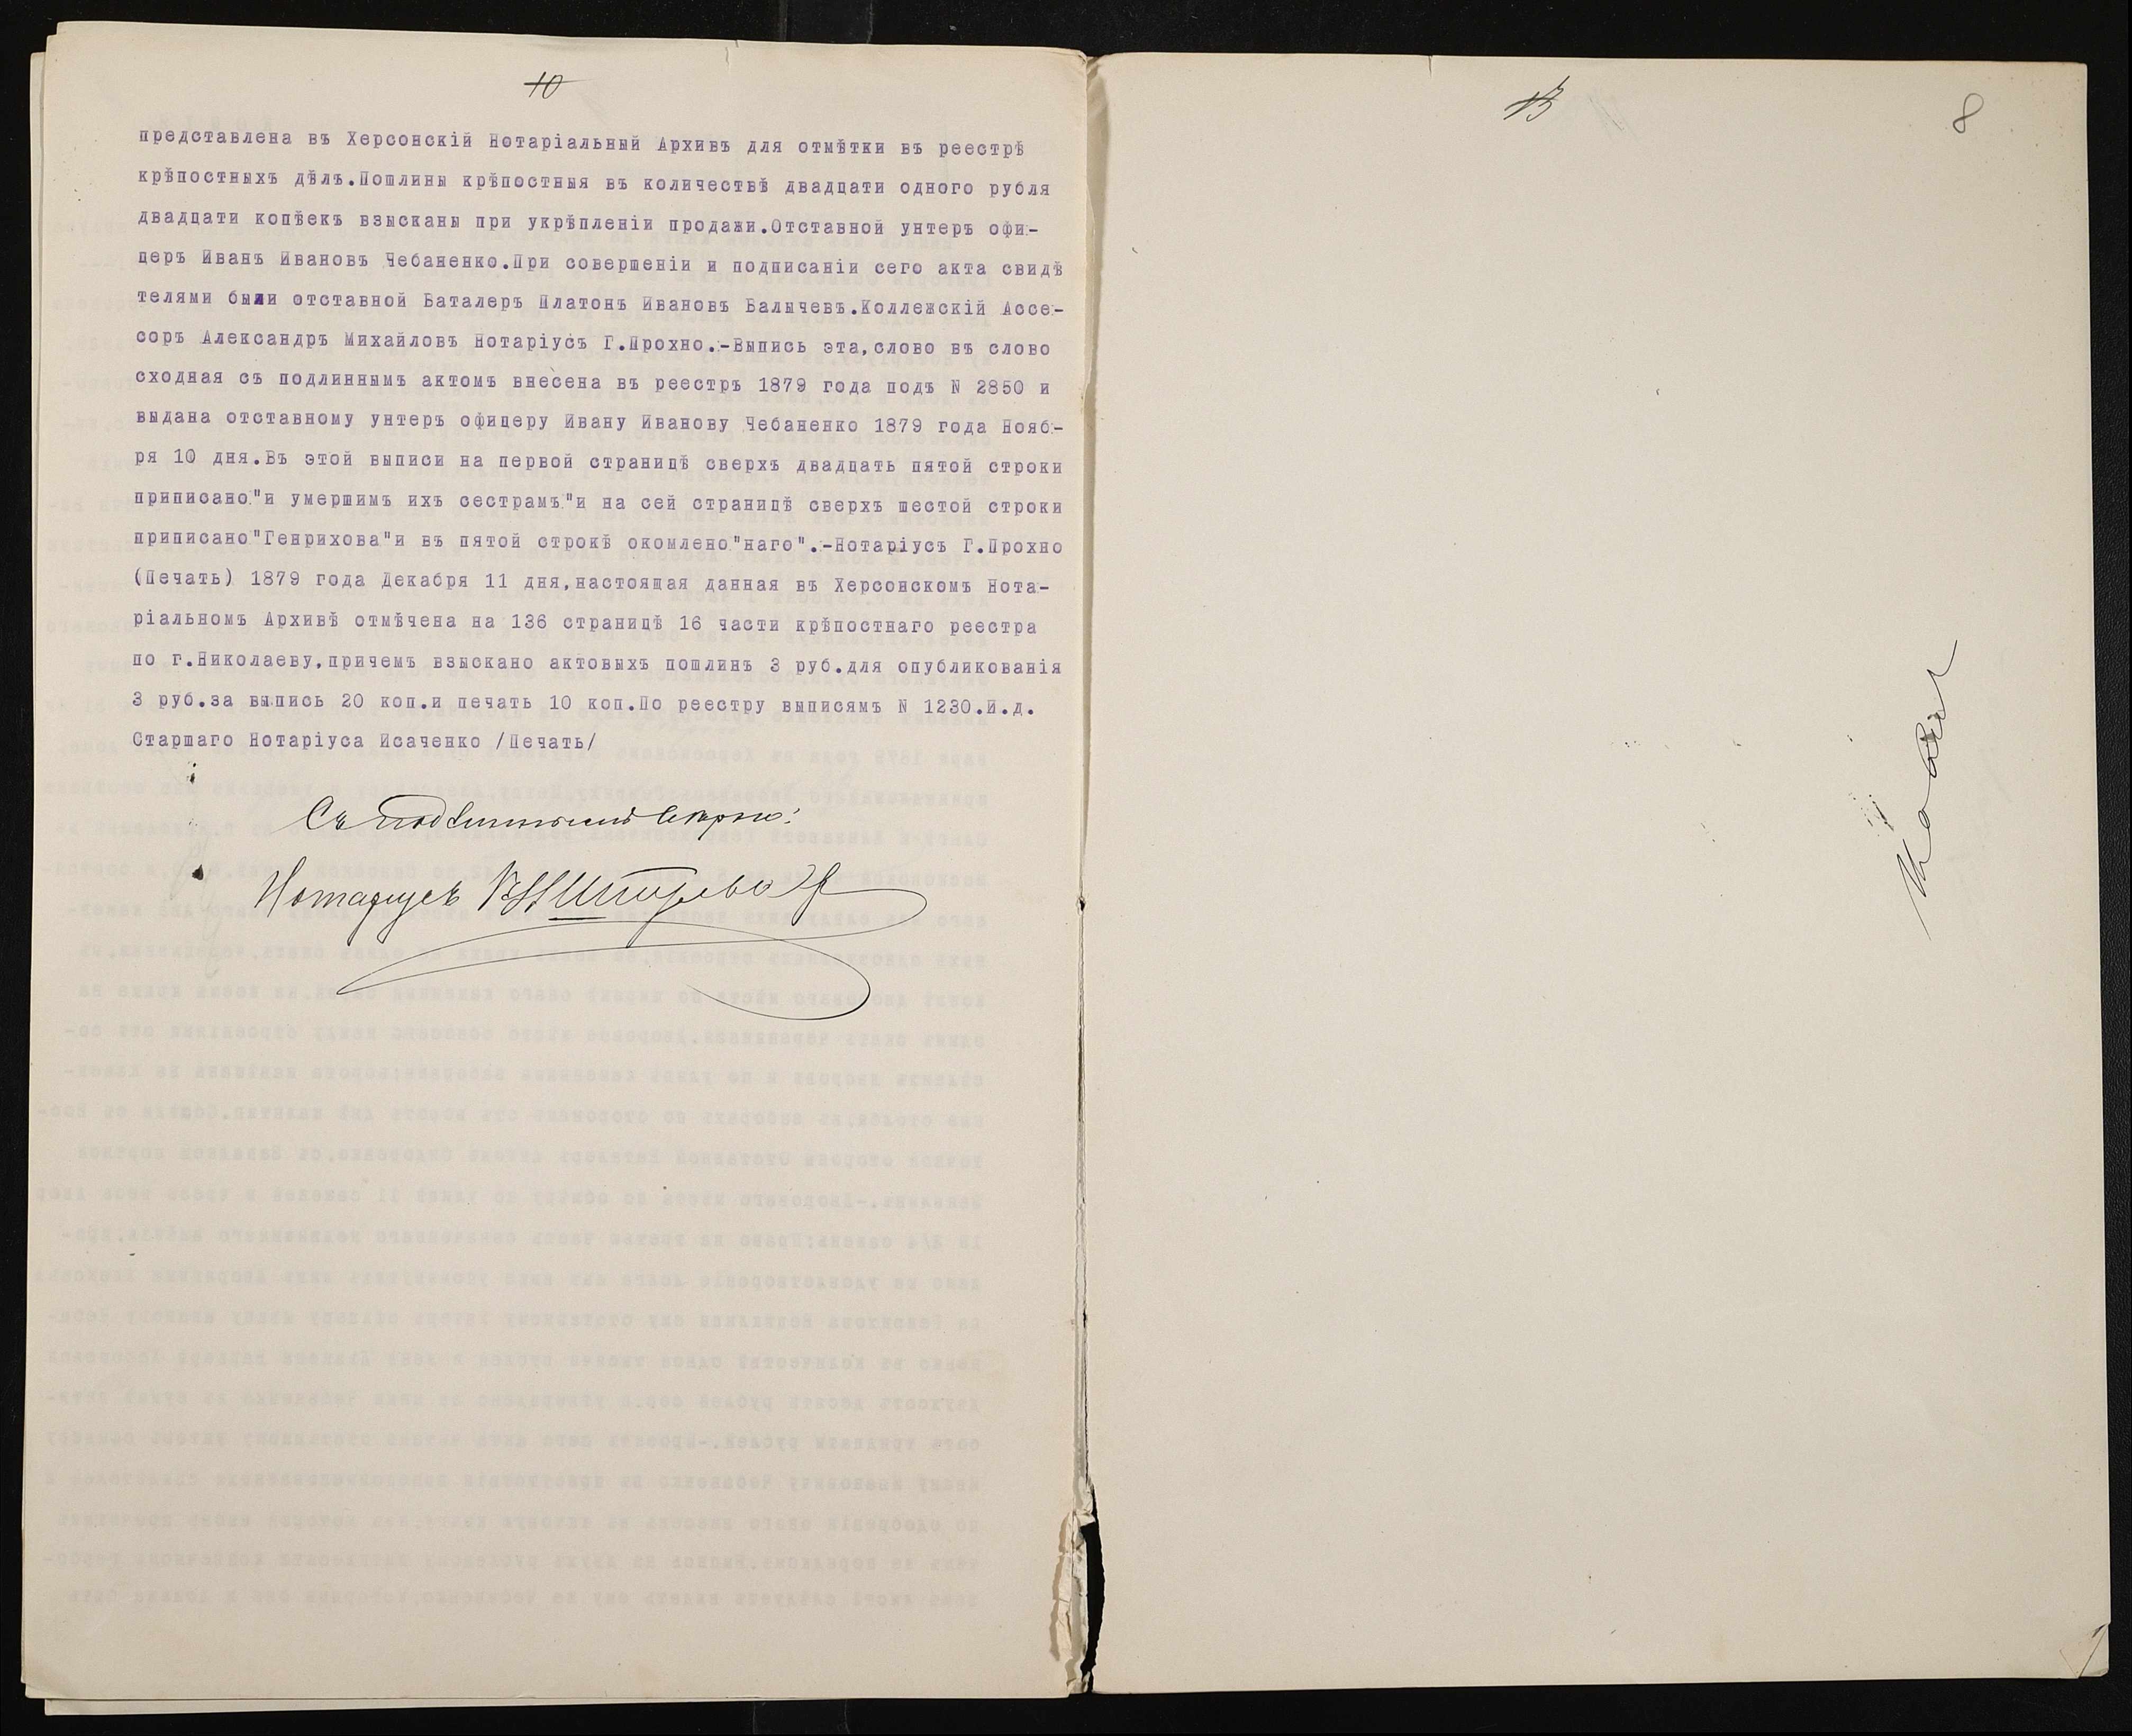 10
представлена въ Херсонскій Нотаріальный Архивъ для отмѣтки въ реестрѣ
крѣпостныхъ дѣлъ.Пошлины крѣпостныя въ количествѣ двадцати одного рубля
двадцати копѣекъ взысканы при укрѣпленіи продажи.Отставной унтеръ офи-
церъ Иванъ Ивановъ Чебаненко.При совершеніи и подписаніи сего акта свидѣ
телями были отставной Баталеръ Платонъ Ивановъ Балычевъ.Коллежскій Ассе-
соръ Александръ Михайловъ Нотаріусъ Г.Прохно.-Выпись эта,слово въ слово
сходная съ подлиннымъ актомъ внесена въ реестръ 1879 года подъ N 2850 и
выдана отставному унтеръ офицеру Ивану Иванову Чебаненко 1879 года Нояб-
ря 10 дня.Въ этой выписи на первой страницѣ сверхъ двадцать пятой строки
приписано"и умершимъ ихъ сестрамъ"и на сей страницѣ сверхъ шестой строки
приписано"Генрихова"и въ пятой строкѣ окомлено"наго".-Нотаріусъ Г.Прохно
(Печать) 1879 года Декабря 11 дня,настоящая данная въ Херсонскомъ Нота-
ріальномъ Архивѣ отмѣчена на 136 страницѣ 16 части крѣпостнаго реестра
по г.Николаеву,причемъ взыскано актовыхъ пошлинъ 3 руб.для опубликованія
3 руб.за выпись 20 коп.и печать 10 коп.По реестру выписямъ N 1230.И.д.
Старшаго Нотаріуса Исаченко /Печать/
Съ подлиннымъ вѣрно:
Нотаріусъ
8